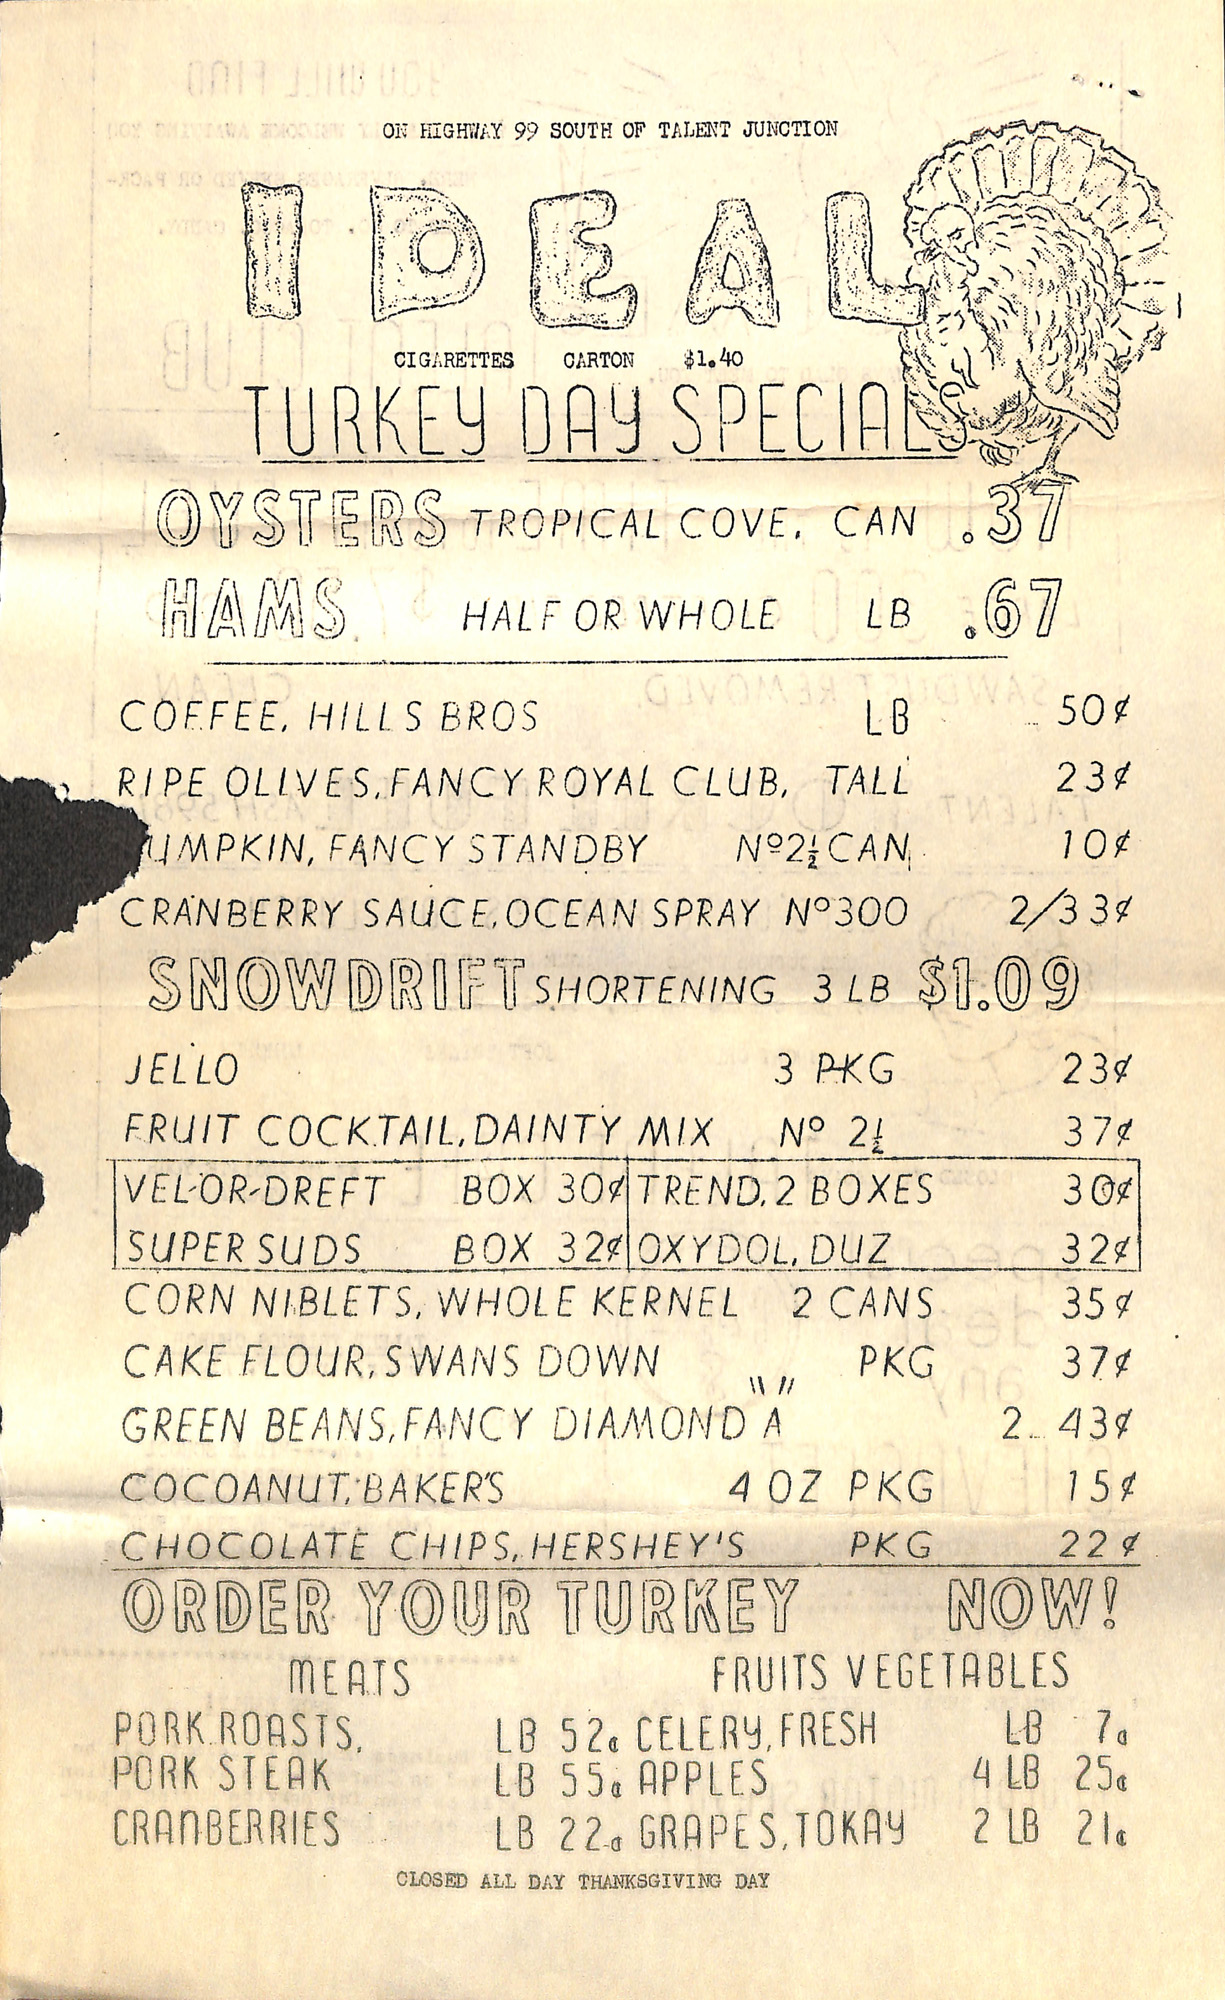 ON HIGHWAY 99 SOUTH OF TALENT JUNCTION
IDEAL
CIGARETTES CARTON $1.40
TURKEY DAY SPECIALS
OYSTERS TROPICAL COVE, CAN .37
HAMS HALF OR WHOLE LB .67
COFFEE, HILLS BROS LB 50¢
RIPE OLIVES, FANCY ROYAL CLUB, TALL 23¢
UMPKIN, FANCY STANDBY Nº2½ CAN 10¢
CRANBERRY SAUCE, OCEAN SPRAY Nº300 2/33¢
SNOWDRIFT SHORTENING 3 LB $1.09
JELLO 3 PKG 23¢
FRUIT COCKTAIL, DAINTY MIX Nº 2½ 37¢
VEL-OR-DREFT BOX 30¢ TREND, 2 BOXES 30¢
SUPER SUDS BOX 32¢ OXYDOL, DUZ 32¢
CORN NIBLETS, WHOLE KERNEL 2 CANS 35¢
CAKE FLOUR, SWANS DOWN PKG 37¢
GREEN BEANS, FANCY DIAMOND "A" 2 43¢
COCOANUT, BAKER'S 4 OZ PKG 15¢
CHOCOLATE CHIPS, HERSHEY'S PKG 22¢
ORDER YOUR TURKEY NOW!
MEATS FRUITS VEGETABLES
PORK ROASTS, LB 52¢ CELERY, FRESH LB 7¢
PORK STEAK LB 55¢ APPLES 4 LB 25¢
CRANBERRIES LB 22¢ GRAPES, TOKAY 2 LB 21¢
CLOSED ALL DAY THANKSGIVING DAY